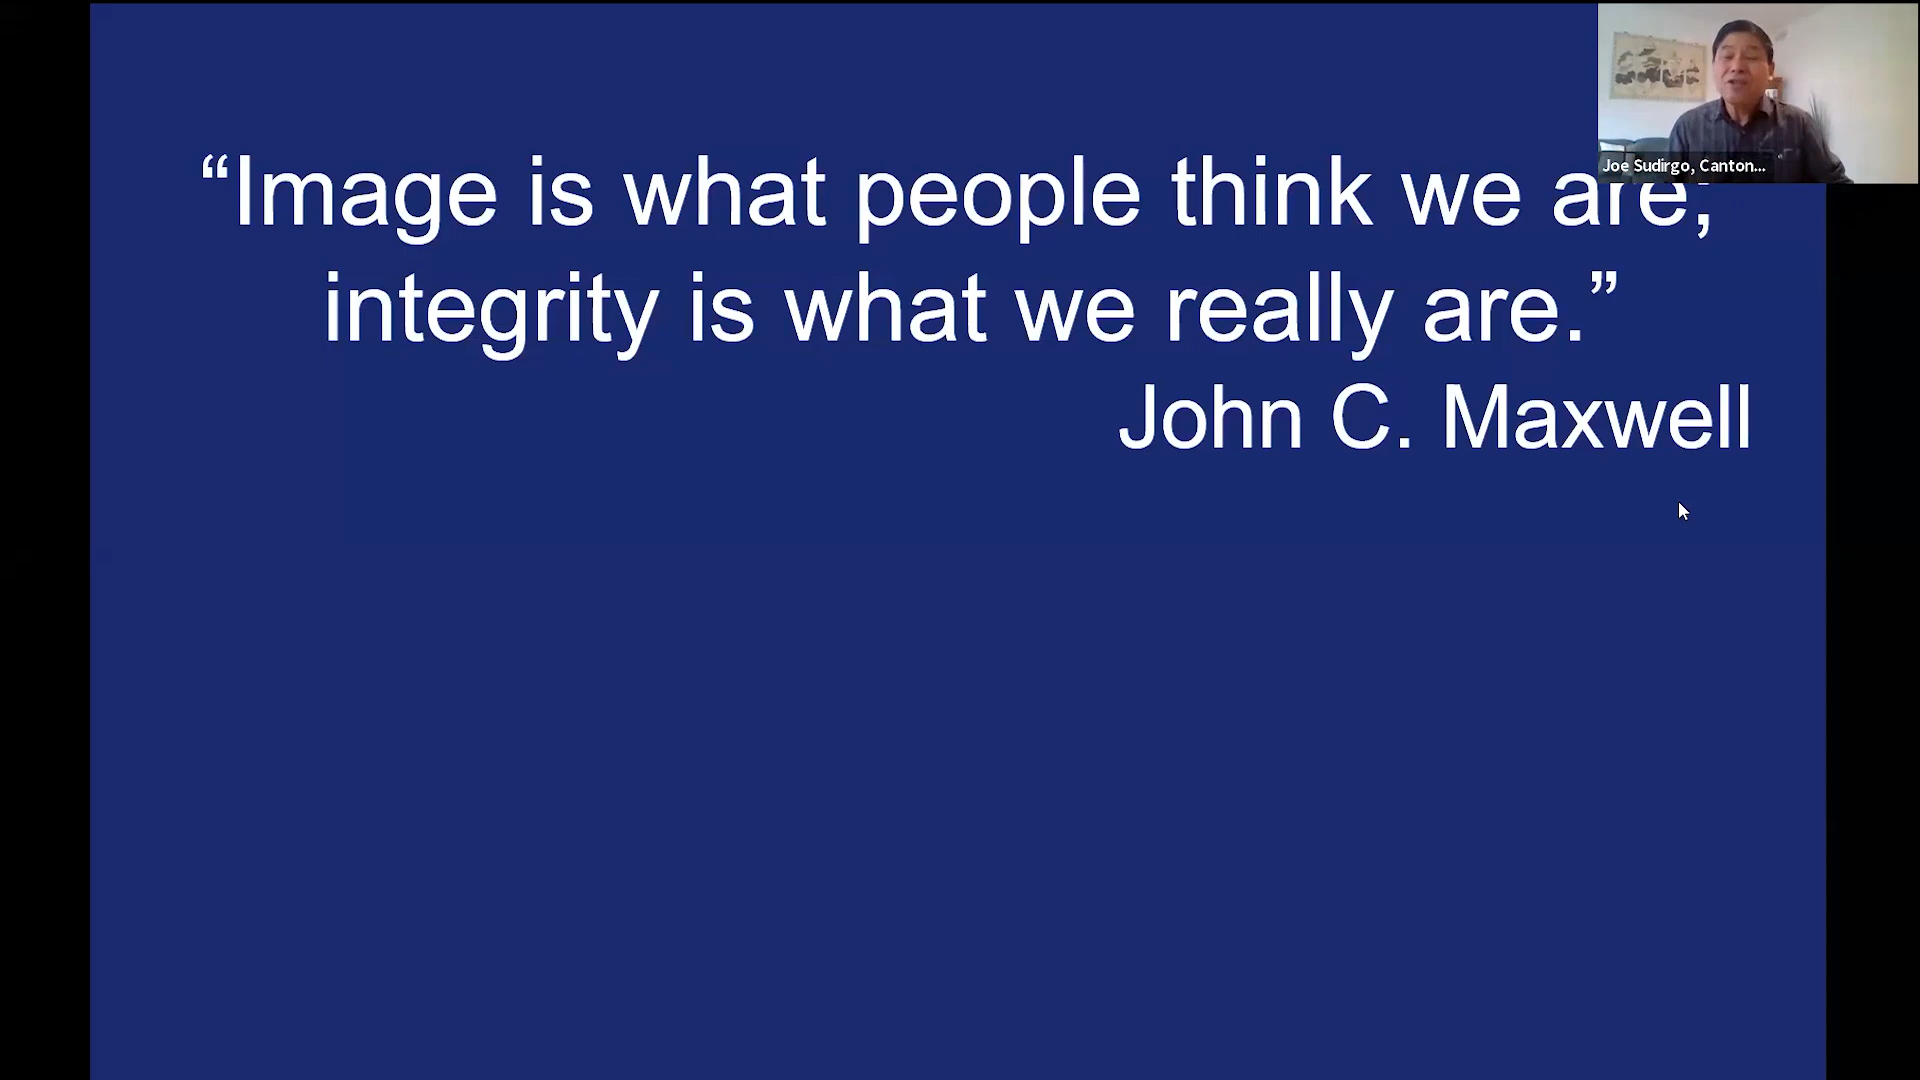 “Image is what people think we are;
integrity is what we really are.”
John C. Maxwell
Joe Sudirgo, Canton...